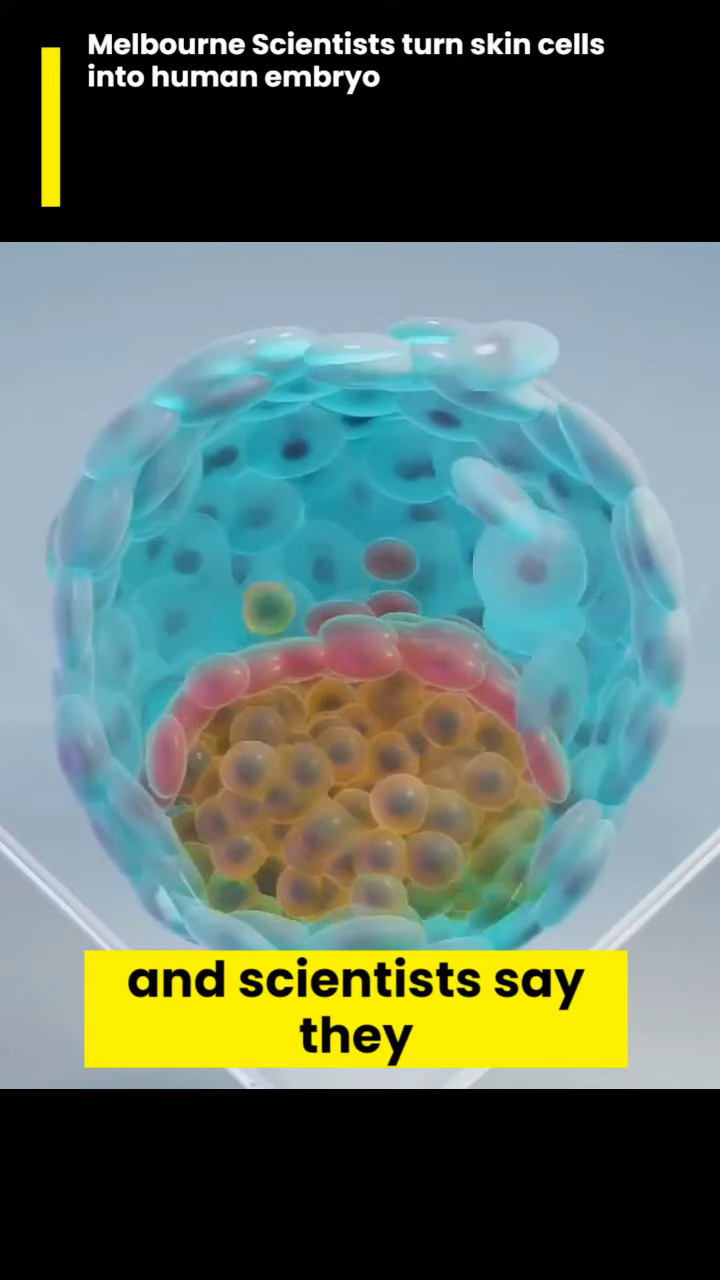 Melbourne Scientists turn skin cells
into human embryo
and scientists say
they